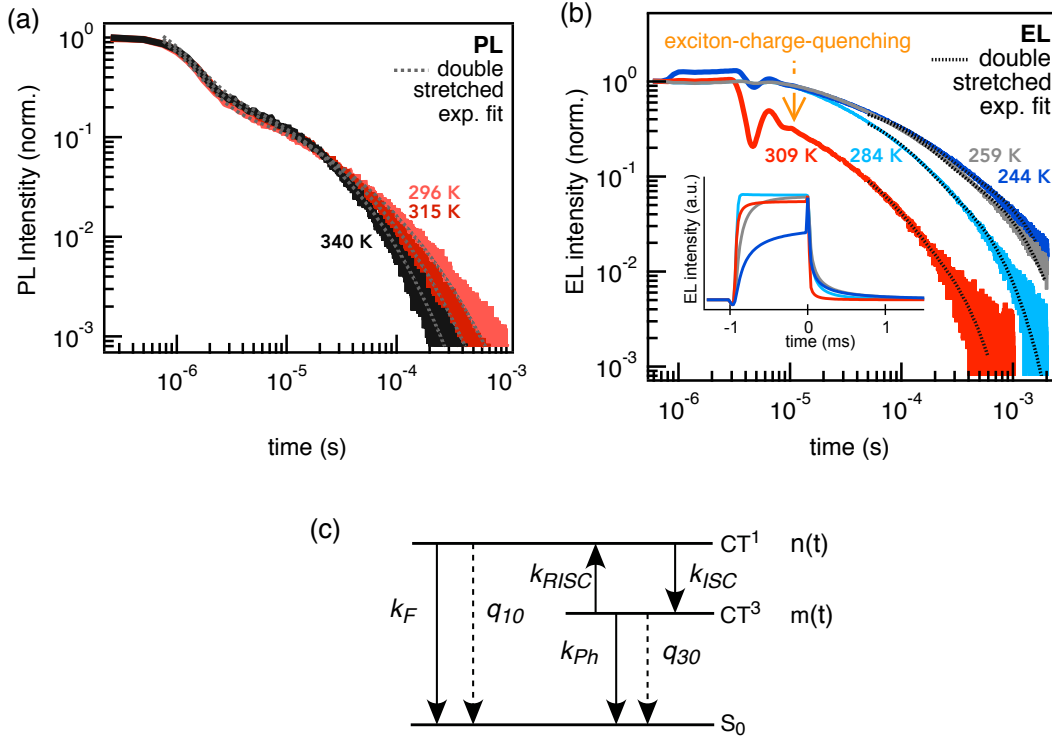 (a)
PL
double
stretched
exp. fit
296 K
315 K
340 K
10^0
10^-1
10^-2
10^-3
PL Intenstity (norm.)
10^-6
10^-5
10^-4
10^-3
time (s)
(b)
EL
exciton-charge-quenching
double
stretched
exp. fit
309 K
284 K
259 K
244 K
10^0
10^-1
10^-2
10^-3
EL intensity (norm.)
EL intensity (a.u.)
-1
0
1
time (ms)
10^-6
10^-5
10^-4
10^-3
time (s)
(c)
CT^1 n(t)
k_RISC
k_ISC
k_F
q_10
CT^3 m(t)
k_Ph
q_30
S_0